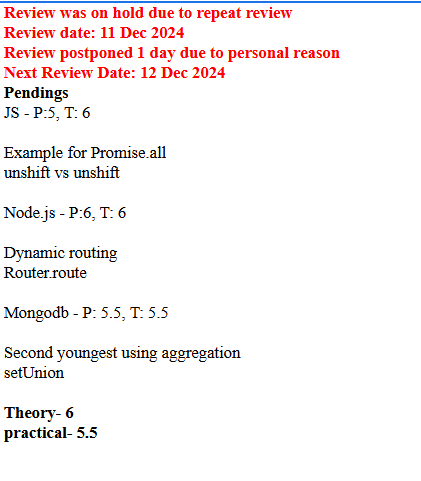 Review was on hold due to repeat review
Review date: 11 Dec 2024
Review postponed 1 day due to personal reason
Next Review Date: 12 Dec 2024
Pendings
JS - P:5, T: 6
Example for Promise.all
unshift vs unshift
Node.js - P:6, T: 6
Dynamic routing
Router.route
Mongodb - P: 5.5, T: 5.5
Second youngest using aggregation
setUnion
Theory- 6
practical- 5.5